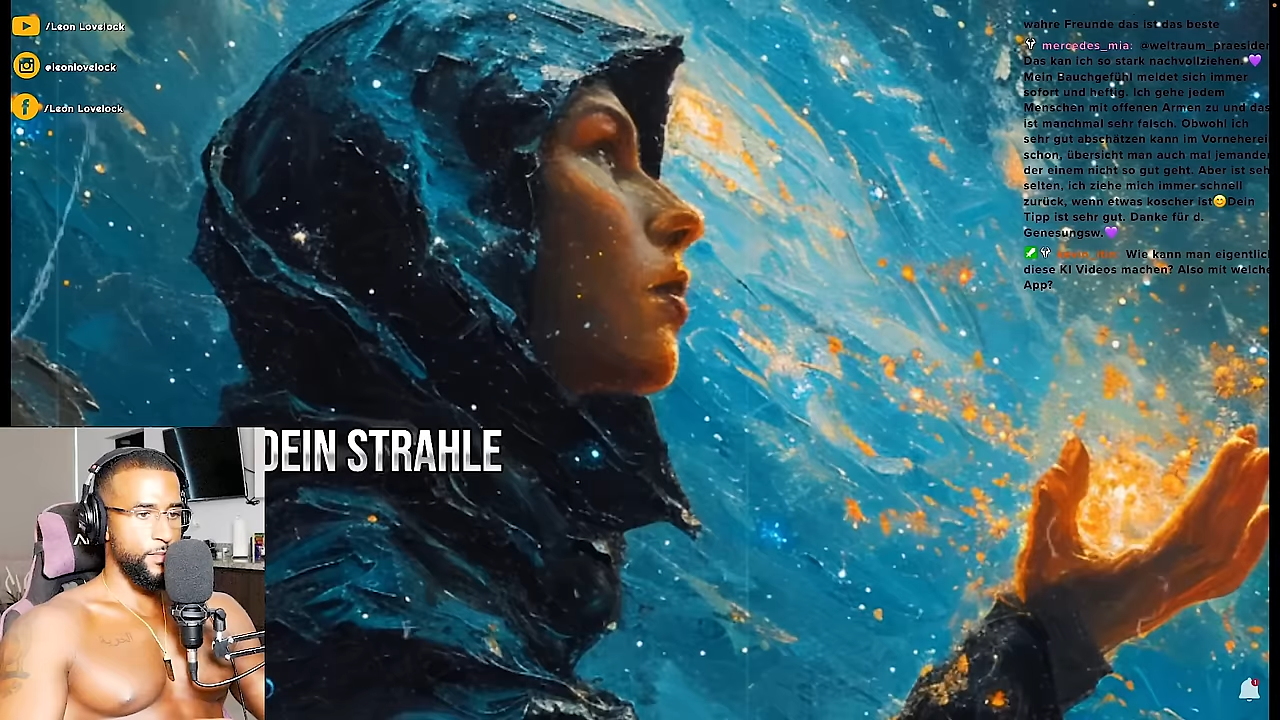 /Leon Lovelock
@leonlovelock
/Leon Lovelock
wahre Freunde das ist das beste
mercedes_mia: @weltraum_praesiden
Das kan ich so stark nachvollziehen.
Mein Bauchgefühl meldet sich immer
sofort und heftig. Ich gehe jedem
Menschen mit offenen Armen zu und das
ist manchmal sehr falsch. Obwohl ich
sehr gut abschätzen kann im Vornehereï
schon, übersicht man auch mal jemanden
der einem nicht so gut geht. Aber ist seh
selten, ich ziehe mich immer schnell
zurück, wenn etwas koscher ist😊Dein
Tipp ist sehr gut. Danke für d.
Genesungsw.💜
Wie kann man eigentlic
diese KI Videos machen? Also mit welche
App?
DEIN STRAHLE